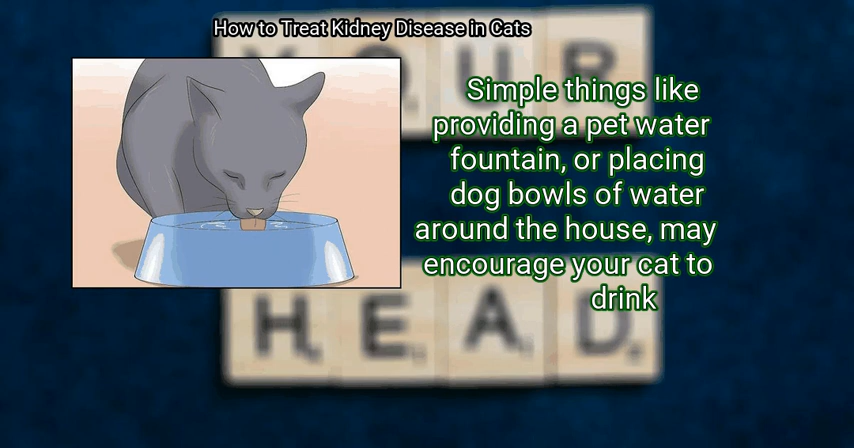 How to Treat Kidney Disease in Cats
YOUR
Simple things like
providing a pet water
fountain, or placing
dog bowls of water
around the house, may
encourage your cat to
drink
HEAD